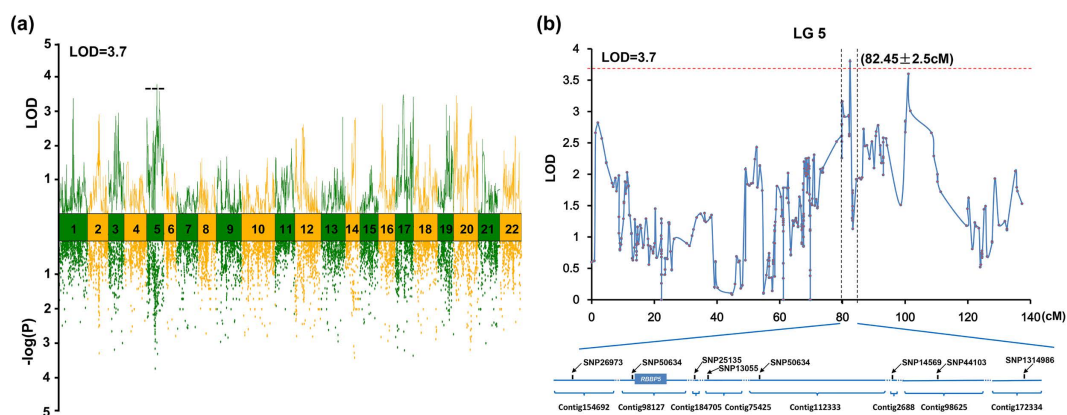 (a)
LOD=3.7
LOD
5
4
3
2
1
1 2 3 4 5 6 7 8 9 10 11 12 13 14 15 16 17 18 19 20 21 22
-log(P)
1
2
3
4
5
(b)
LG 5
LOD=3.7
(82.45±2.5cM)
LOD
4
3.5
3
2.5
2
1.5
1
0.5
0
0 20 40 60 80 100 120 140 (cM)
SNP26973 SNP50634 SNP25135 SNP13055 SNP50634 SNP14569 SNP44103 SNP1314986
RBBP5
Contig154692 Contig98127 Contig184705 Contig75425 Contig112333 Contig2688 Contig98625 Contig172334